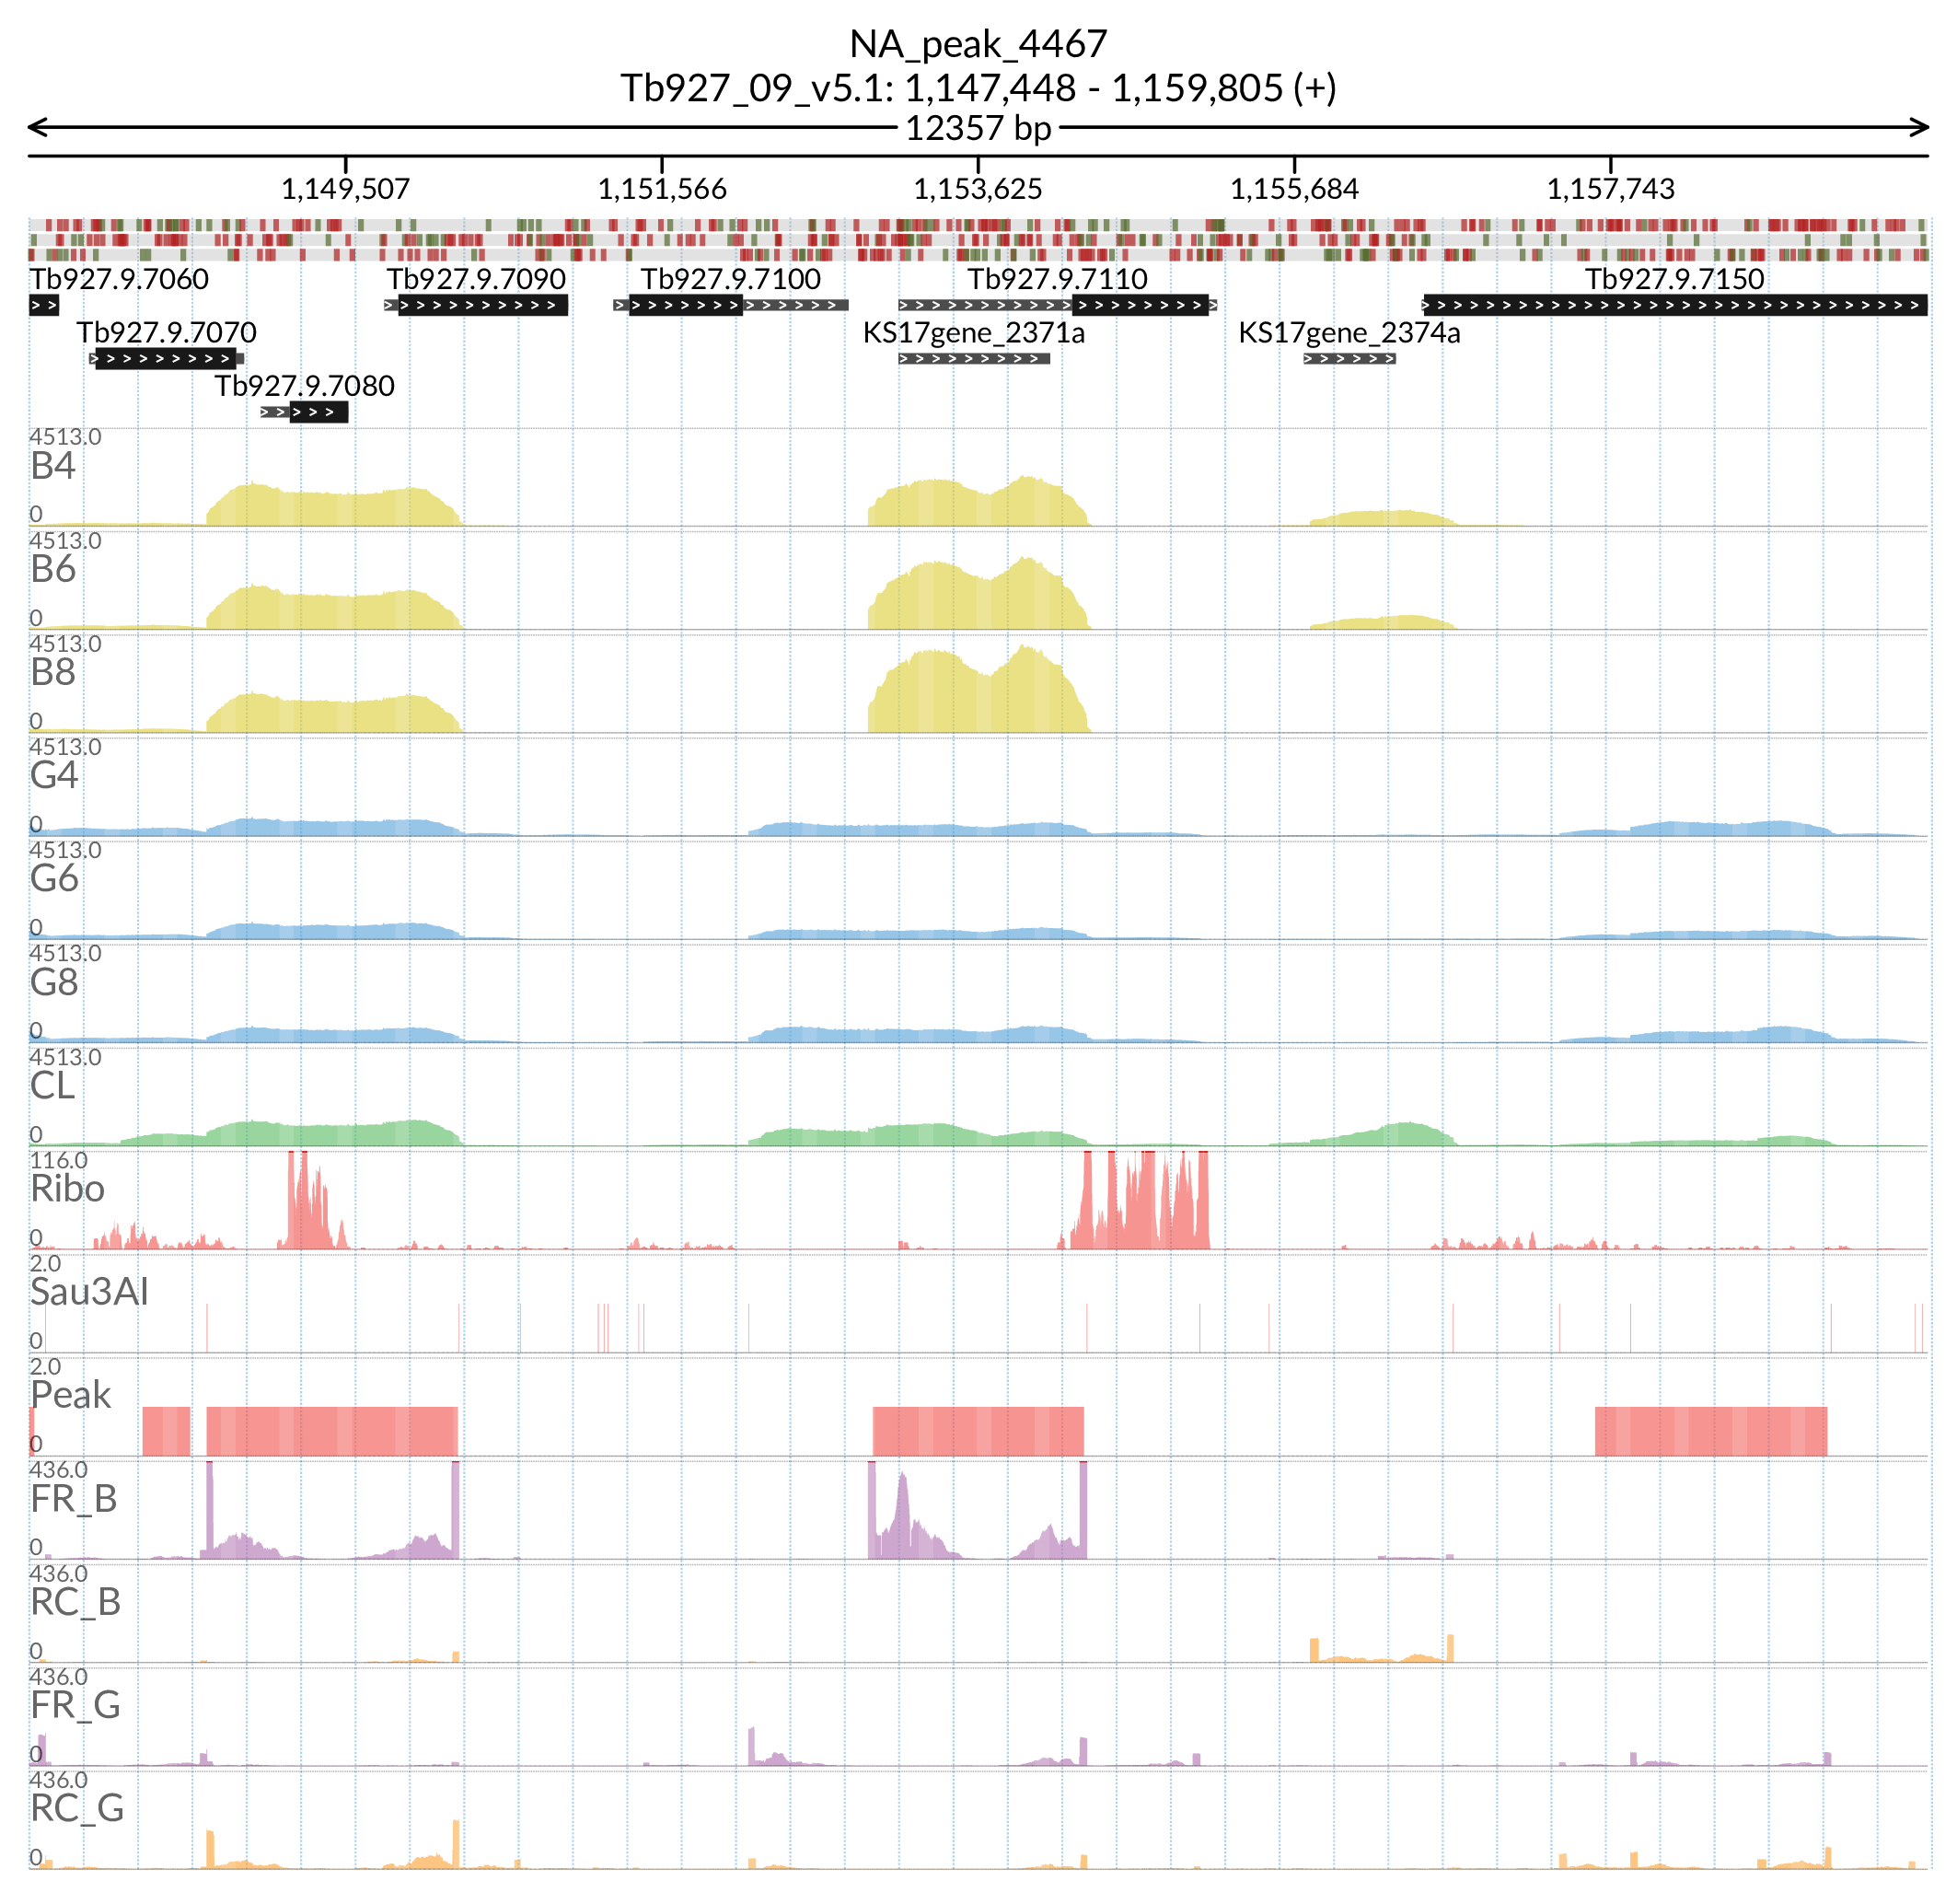 NA_peak_4467
Tb927_09_v5.1: 1,147,448 - 1,159,805 (+)
12357 bp
1,149,507 1,151,566 1,153,625 1,155,684 1,157,743
Tb927.9.7060 Tb927.9.7090 Tb927.9.7100 Tb927.9.7110 Tb927.9.7150
Tb927.9.7070 KS17gene_2371a KS17gene_2374a
Tb927.9.7080
4513.0
B4
0
4513.0
B6
0
4513.0
B8
0
4513.0
G4
0
4513.0
G6
0
4513.0
G8
0
4513.0
CL
0
116.0
Ribo
0
2.0
Sau3AI
0
2.0
Peak
0
436.0
FR_B
0
436.0
RC_B
0
436.0
FR_G
0
436.0
RC_G
0